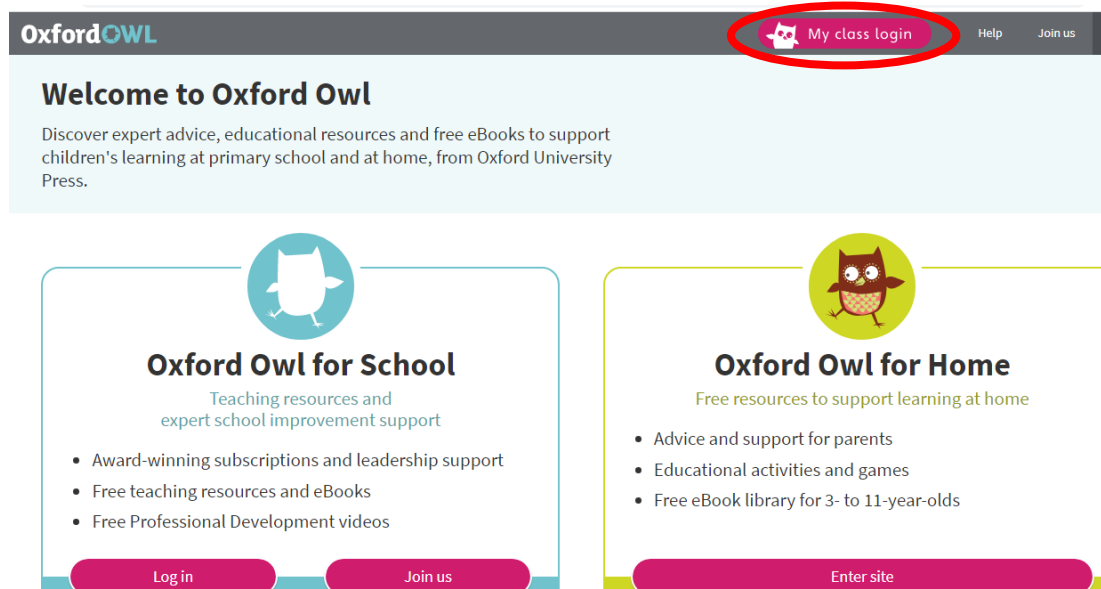 OxfordOWL
My class login
Help
Join us
Welcome to Oxford Owl
Discover expert advice, educational resources and free eBooks to support
children's learning at primary school and at home, from Oxford University
Press.
Oxford Owl for School
Teaching resources and
expert school improvement support
• Award-winning subscriptions and leadership support
• Free teaching resources and eBooks
• Free Professional Development videos
Log in
Join us
Oxford Owl for Home
Free resources to support learning at home
• Advice and support for parents
• Educational activities and games
• Free eBook library for 3- to 11-year-olds
Enter site